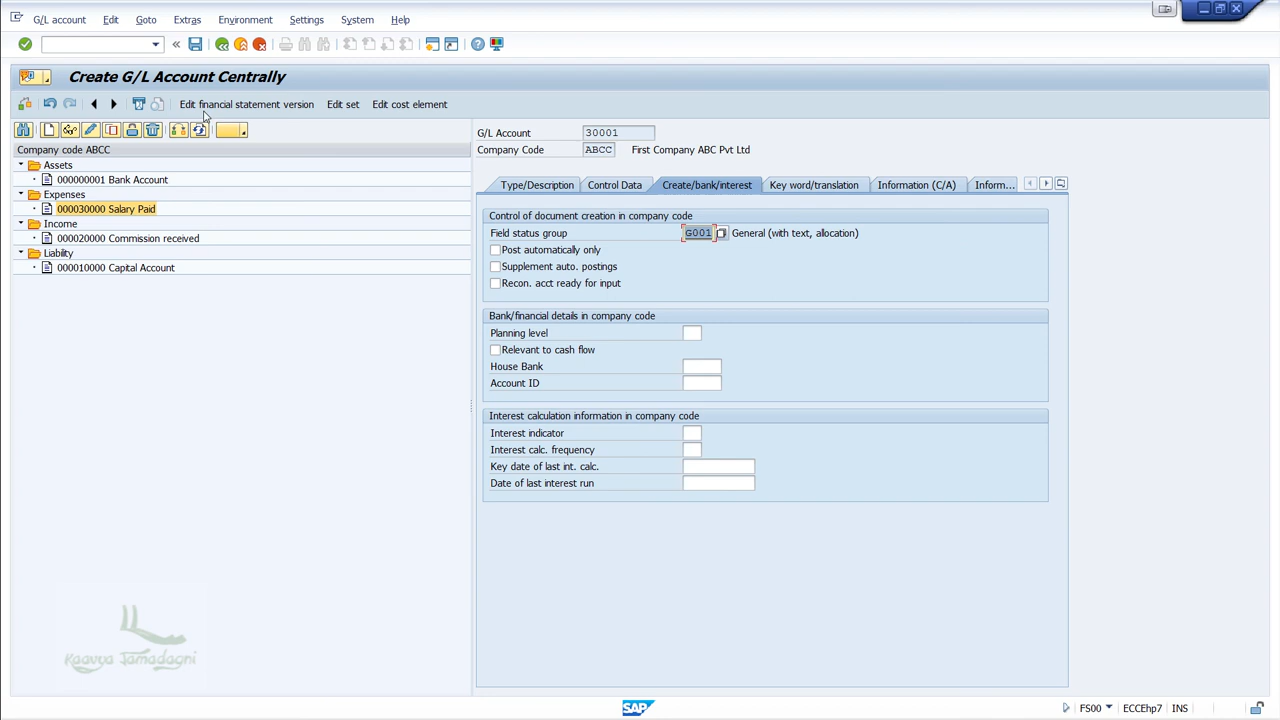 G/L account Edit Goto Extras Environment Settings System Help
Create G/L Account Centrally
Edit financial statement version Edit set Edit cost element
Company code ABCC
Assets
000000001 Bank Account
Expenses
000030000 Salary Paid
Income
000020000 Commission received
Liability
000010000 Capital Account
G/L Account 30001
Company Code ABCC First Company ABC Pvt Ltd
Type/Description Control Data Create/bank/interest Key word/translation Information (C/A) Inform...
Control of document creation in company code
Field status group G001 General (with text, allocation)
Post automatically only
Supplement auto. postings
Recon. acct ready for input
Bank/financial details in company code
Planning level
Relevant to cash flow
House Bank
Account ID
Interest calculation information in company code
Interest indicator
Interest calc. frequency
Key date of last int. calc.
Date of last interest run
Kaavya Jamadagni
SAP FS00 ECCEhp7 INS